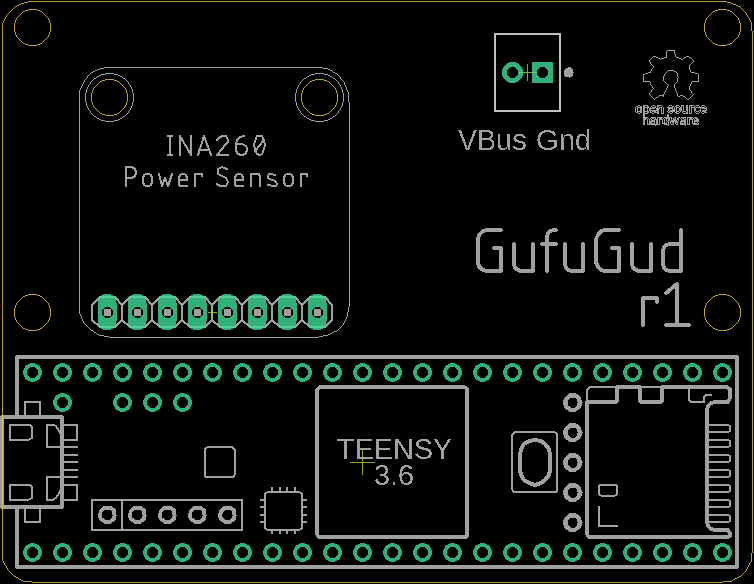 INA260
Power Sensor
VBus Gnd
open source
hardware
GufuGud
r1
TEENSY
3.6